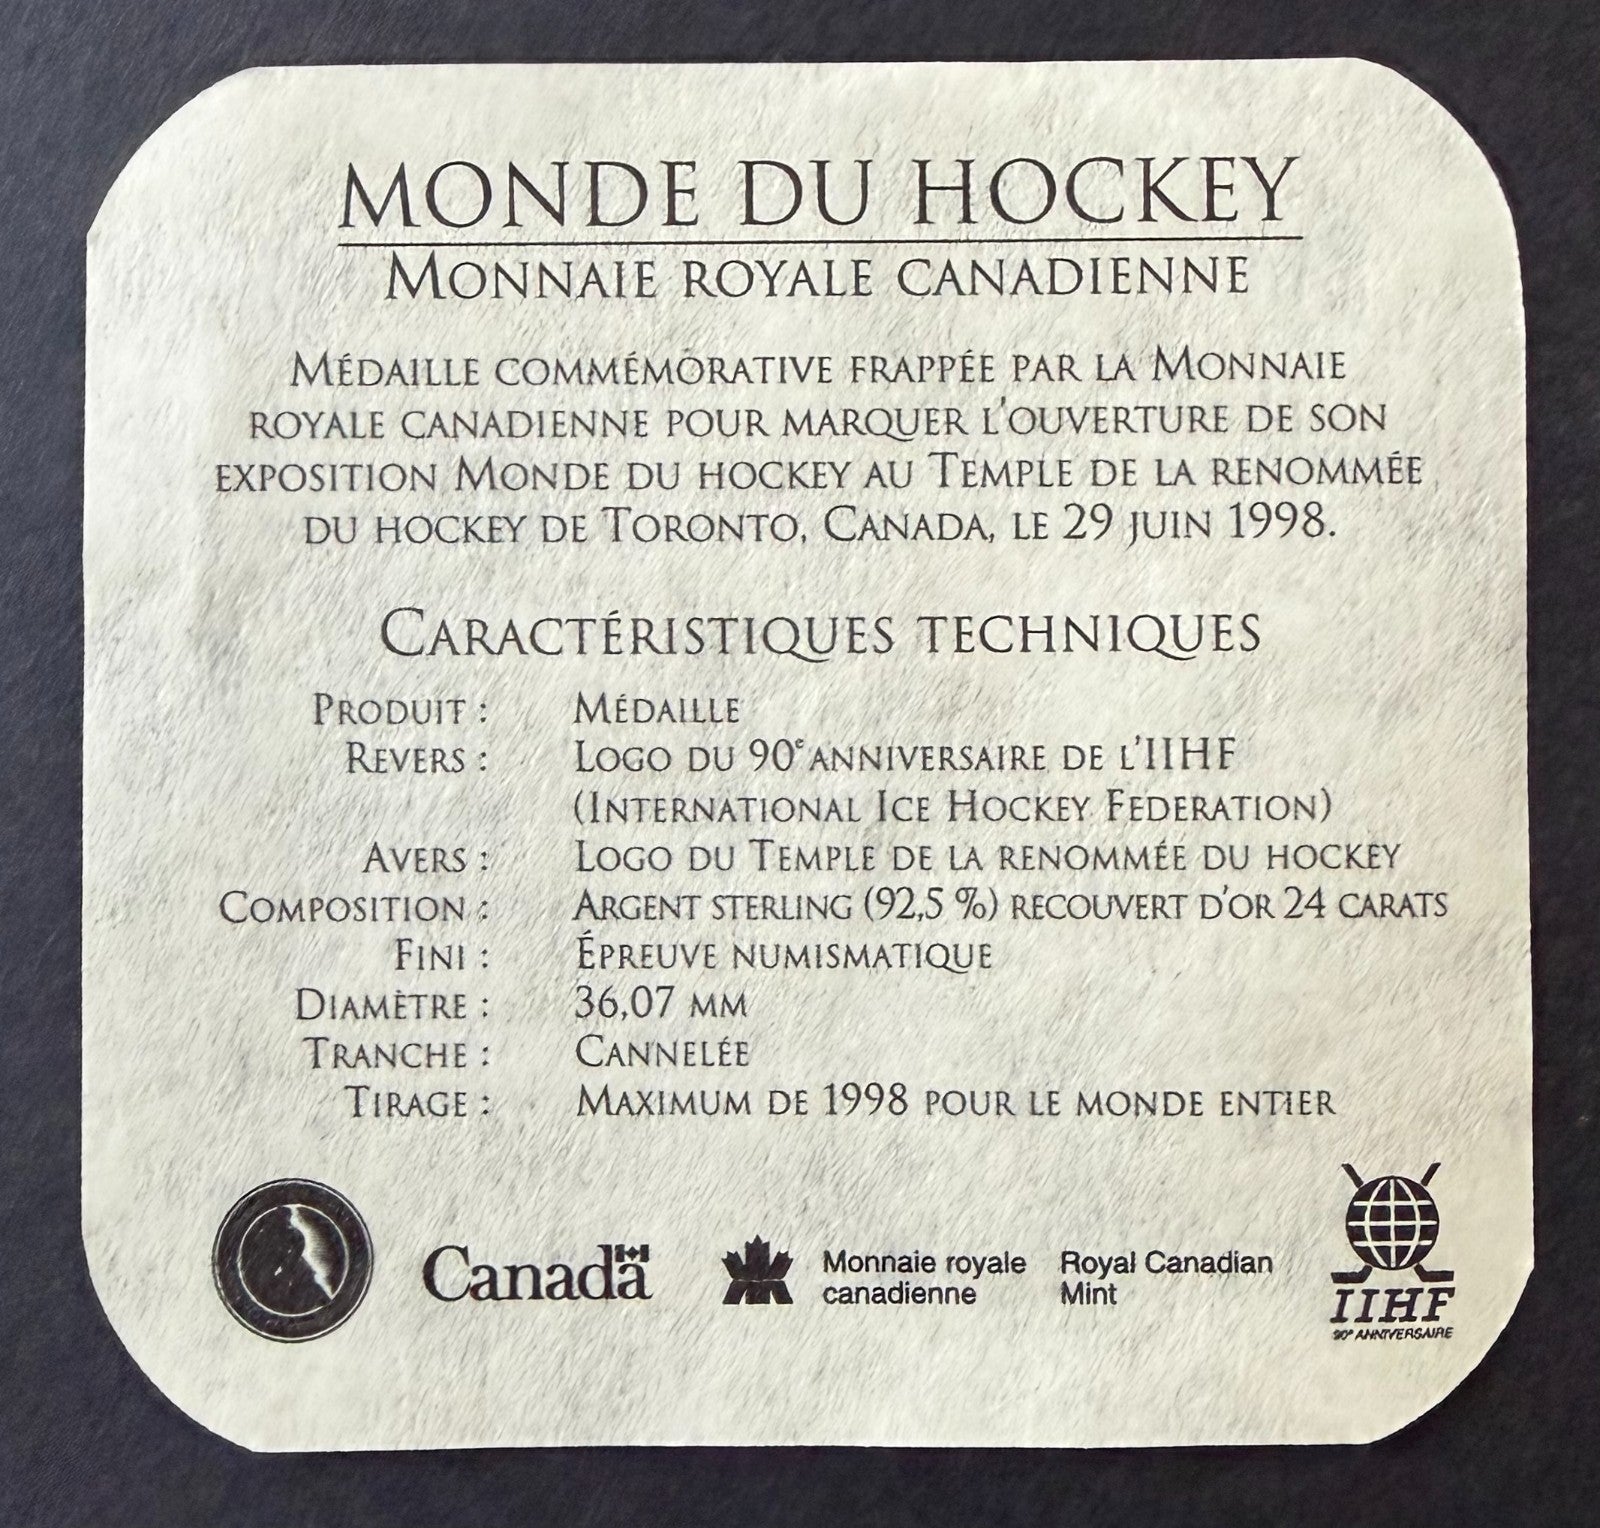 MONDE DU HOCKEY
MONNAIE ROYALE CANADIENNE
MÉDAILLE COMMÉMORATIVE FRAPPÉE PAR LA MONNAIE
ROYALE CANADIENNE POUR MARQUER L'OUVERTURE DE SON
EXPOSITION MONDE DU HOCKEY AU TEMPLE DE LA RENOMMÉE
DU HOCKEY DE TORONTO, CANADA, LE 29 JUIN 1998.
CARACTÉRISTIQUES TECHNIQUES
PRODUIT : MÉDAILLE
REVERS : LOGO DU 90e ANNIVERSAIRE DE L'IIHF
(INTERNATIONAL ICE HOCKEY FEDERATION)
AVERS : LOGO DU TEMPLE DE LA RENOMMÉE DU HOCKEY
COMPOSITION : ARGENT STERLING (92,5 %) RECOUVERT D'OR 24 CARATS
FINI : ÉPREUVE NUMISMATIQUE
DIAMÈTRE : 36,07 MM
TRANCHE : CANNELÉE
TIRAGE : MAXIMUM DE 1998 POUR LE MONDE ENTIER
Canada
Monnaie royale canadienne
Royal Canadian Mint
IIHF
90e ANNIVERSAIRE